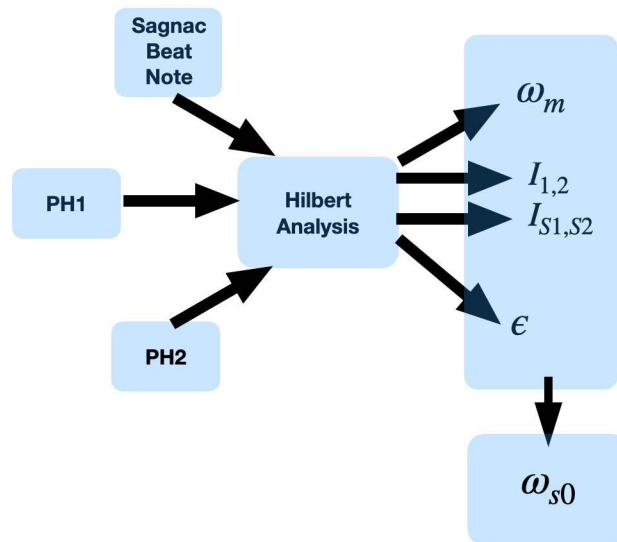 Sagnac
Beat
Note
PH1
Hilbert
Analysis
PH2
ω_m
I_{1,2}
I_{S1,S2}
ϵ
ω_{s0}